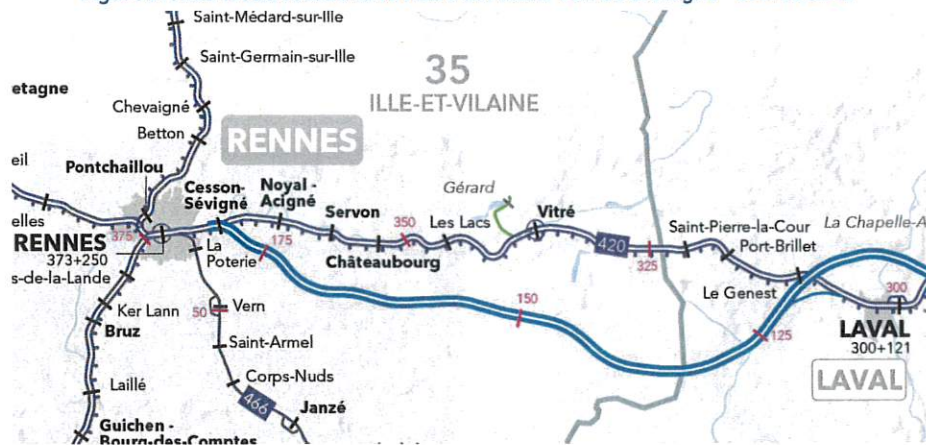 Saint-Médard-sur-Ille
Saint-Germain-sur-Ille
35
ILLE-ET-VILAINE
etagne
Chevaigné
Betton
RENNES
Pontchaillou
eil
Cesson-
Sévigné
Noyal -
Acigné
Gérard
elles
Servon
350
Les Lacs
Vitré
Saint-Pierre-la-Cour
La Chapelle-A
375
RENNES
373+250
La
Poterie
175
Châteaubourg
420
325
Port-Brillet
s-de-la-Lande
Le Genest
300
Ker Lann
50
Vern
150
Bruz
125
LAVAL
300+121
Saint-Armel
Laillé
Corps-Nuds
LAVAL
466
Janzé
Guichen -
Bourg-des-Comptes